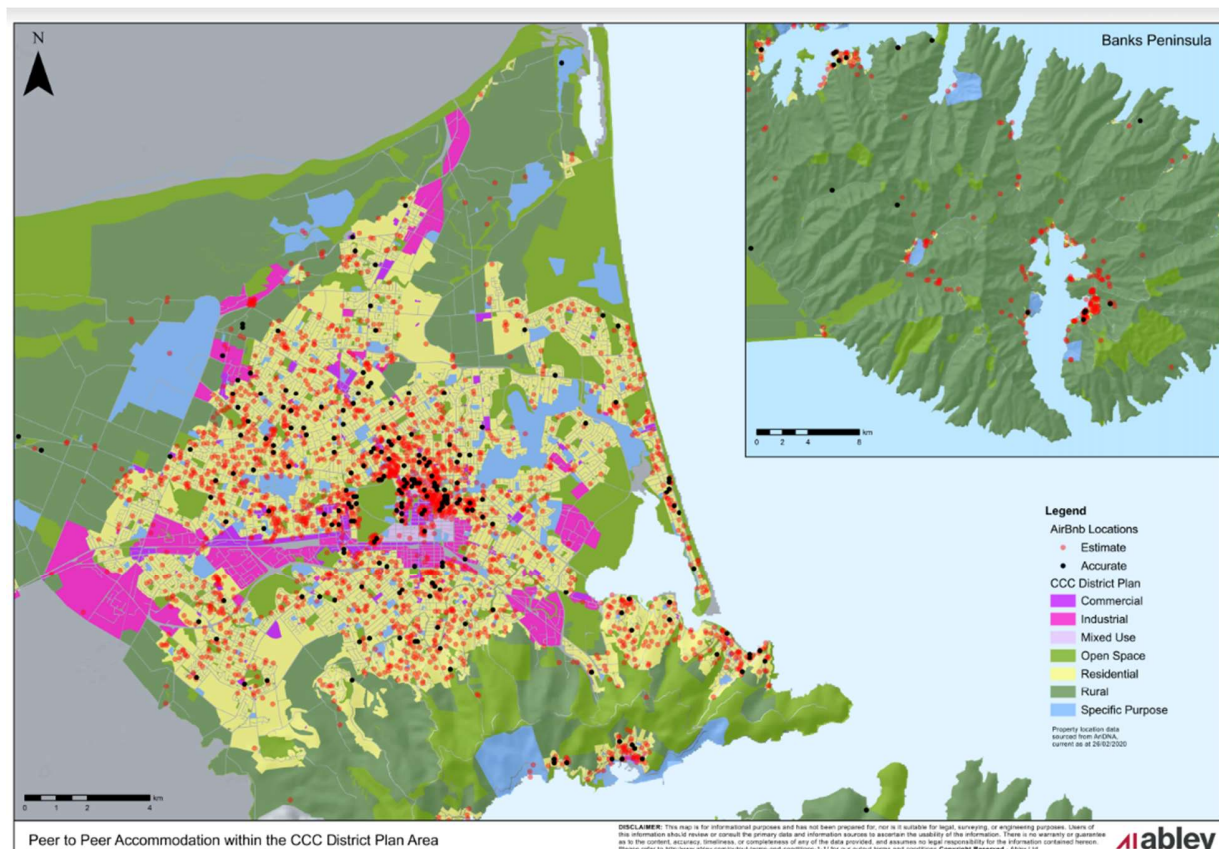 N
Banks Peninsula
0 2 4 8 km
Legend
AirBnb Locations
Estimate
Accurate
CCC District Plan
Commercial
Industrial
Mixed Use
Open Space
Residential
Rural
Specific Purpose
Property location data
sourced from AirDNA,
current as at 26/02/2020
0 1 2 4 km
Peer to Peer Accommodation within the CCC District Plan Area
DISCLAIMER: This map is for informational purposes and has not been prepared for, nor is it suitable for legal, surveying, or engineering purposes. Users of
this information should review or consult the primary data and information sources to ascertain the usability of the information. There is no warranty or guarantee
as to the content, accuracy, timeliness, or completeness of any of the data provided, and assumes no legal responsibility for the information contained hereon.
abley